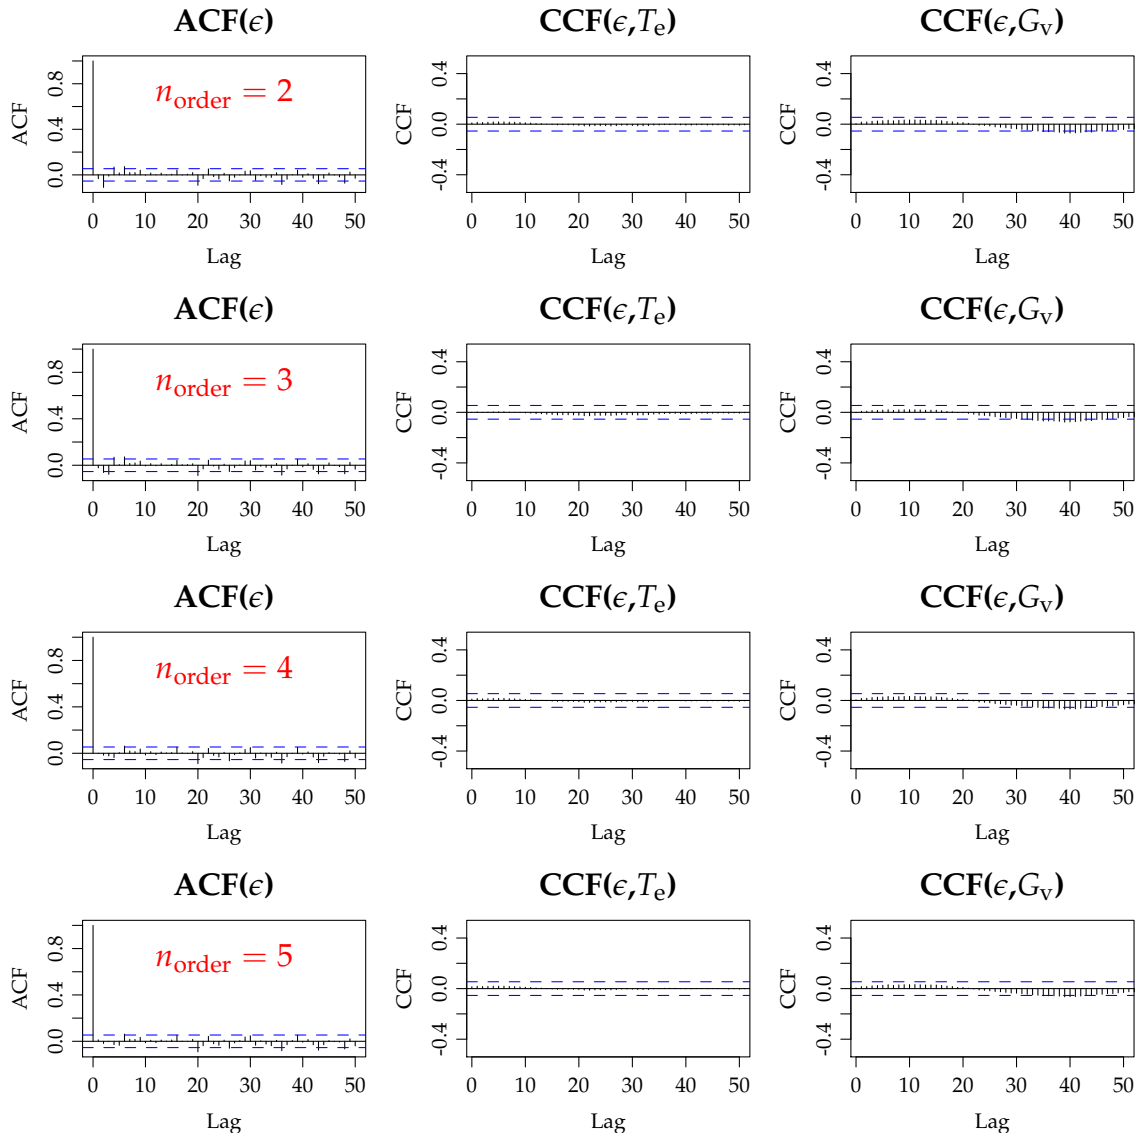 ACF(ϵ) CCF(ϵ,Tₑ) CCF(ϵ,Gᵥ)
ACF 0.0 0.4 0.8 n_order = 2 CCF -0.4 0.0 0.4 CCF -0.4 0.0 0.4
0 10 20 30 40 50 0 10 20 30 40 50 0 10 20 30 40 50
Lag Lag Lag
ACF(ϵ) CCF(ϵ,Tₑ) CCF(ϵ,Gᵥ)
ACF 0.0 0.4 0.8 n_order = 3 CCF -0.4 0.0 0.4 CCF -0.4 0.0 0.4
0 10 20 30 40 50 0 10 20 30 40 50 0 10 20 30 40 50
Lag Lag Lag
ACF(ϵ) CCF(ϵ,Tₑ) CCF(ϵ,Gᵥ)
ACF 0.0 0.4 0.8 n_order = 4 CCF -0.4 0.0 0.4 CCF -0.4 0.0 0.4
0 10 20 30 40 50 0 10 20 30 40 50 0 10 20 30 40 50
Lag Lag Lag
ACF(ϵ) CCF(ϵ,Tₑ) CCF(ϵ,Gᵥ)
ACF 0.0 0.4 0.8 n_order = 5 CCF -0.4 0.0 0.4 CCF -0.4 0.0 0.4
0 10 20 30 40 50 0 10 20 30 40 50 0 10 20 30 40 50
Lag Lag Lag